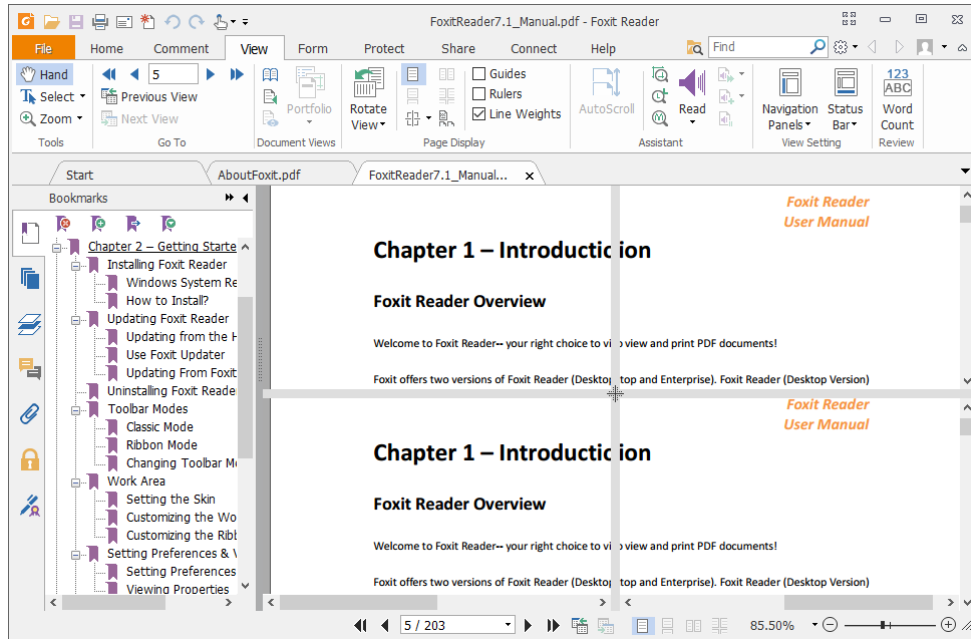 FoxitReader7.1_Manual.pdf - Foxit Reader
File Home Comment View Form Protect Share Connect Help Find
Hand 5
Select Previous View
Zoom Next View
Portfolio
Rotate View
Guides
Rulers
Line Weights
AutoScroll
Read
Navigation Panels
Status Bar
123
ABC
Word Count
Tools Go To Document Views Page Display Assistant View Setting Review
Start AboutFoxit.pdf FoxitReader7.1_Manual... x
Bookmarks
Chapter 2 – Getting Starte
Installing Foxit Reader
Windows System Re
How to Install?
Updating Foxit Reader
Updating from the H
Use Foxit Updater
Updating From Foxit
Uninstalling Foxit Reade
Toolbar Modes
Classic Mode
Ribbon Mode
Changing Toolbar Mo
Work Area
Setting the Skin
Customizing the Wo
Customizing the Ribb
Setting Preferences & V
Setting Preferences
Viewing Properties
Foxit Reader
User Manual
Chapter 1 – Introductic ion
Foxit Reader Overview
Welcome to Foxit Reader-- your right choice to vi o view and print PDF documents!
Foxit offers two versions of Foxit Reader (Desktop top and Enterprise). Foxit Reader (Desktop Version)
Foxit Reader
User Manual
Chapter 1 – Introductic ion
Foxit Reader Overview
Welcome to Foxit Reader-- your right choice to vi o view and print PDF documents!
Foxit offers two versions of Foxit Reader (Desktop top and Enterprise). Foxit Reader (Desktop Version)
5 / 203 85.50%